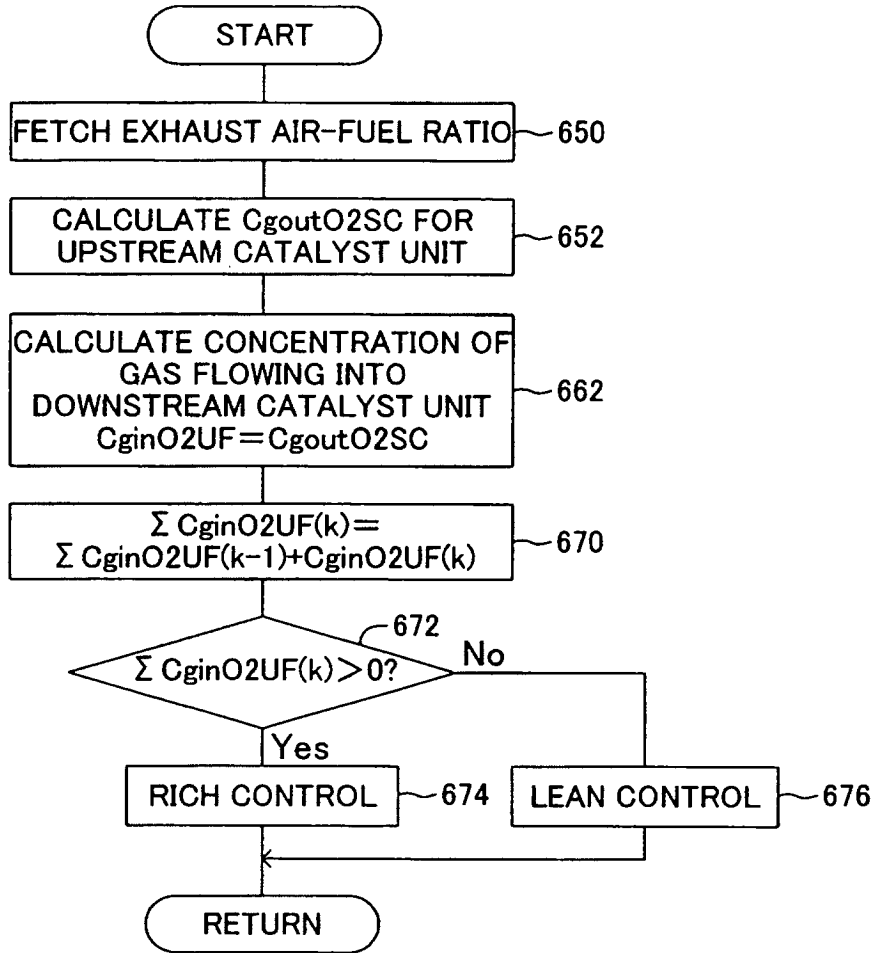 START
FETCH EXHAUST AIR-FUEL RATIO
650
CALCULATE CgoutO2SC FOR
UPSTREAM CATALYST UNIT
652
CALCULATE CONCENTRATION OF
GAS FLOWING INTO
DOWNSTREAM CATALYST UNIT
CginO2UF=CgoutO2SC
662
Σ CginO2UF(k)=
Σ CginO2UF(k-1)+CginO2UF(k)
670
672
Σ CginO2UF(k)>0?
No
Yes
RICH CONTROL
674
LEAN CONTROL
676
RETURN